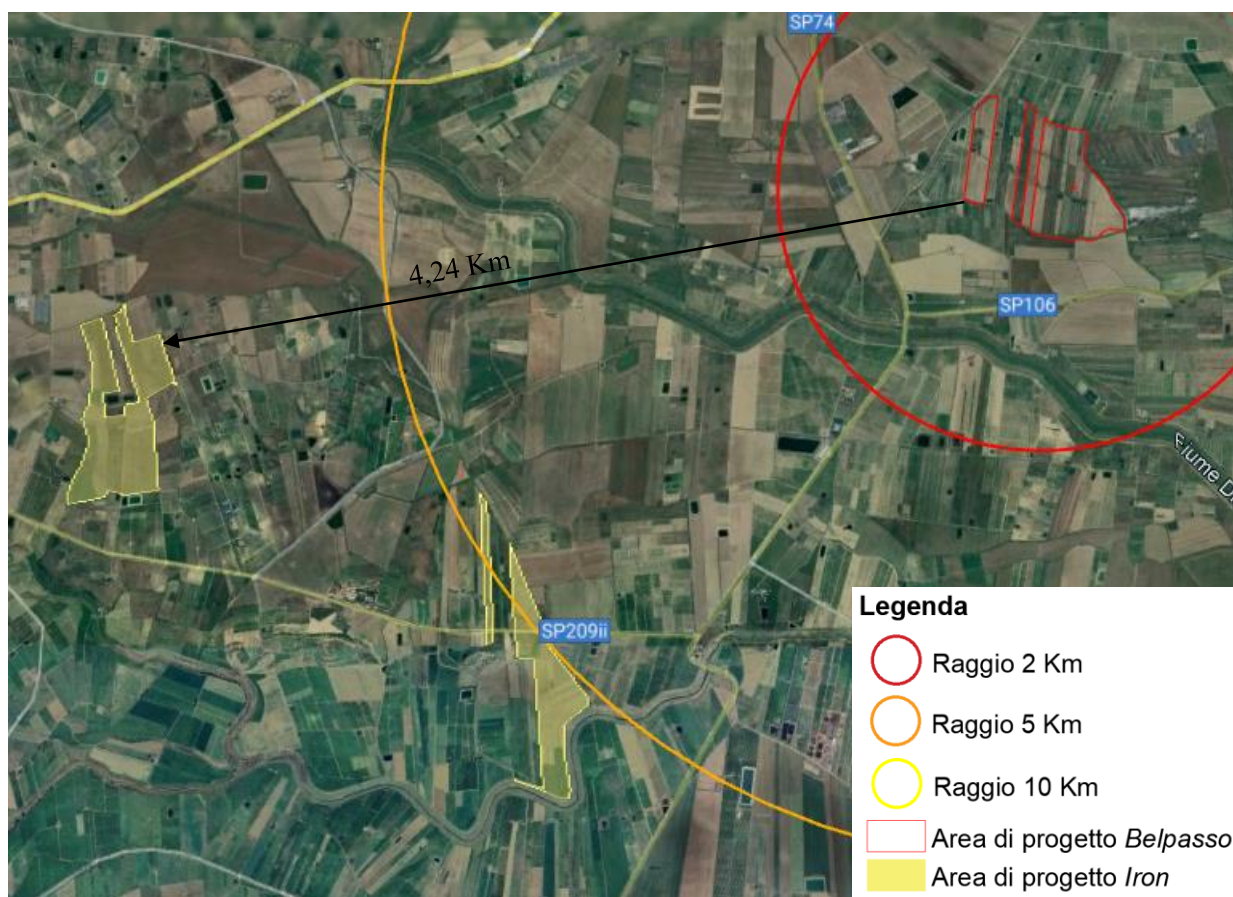 SP74
4,24 Km
SP106
Fiume
SP209ii
Legenda
Raggio 2 Km
Raggio 5 Km
Raggio 10 Km
Area di progetto Belpasso
Area di progetto Iron